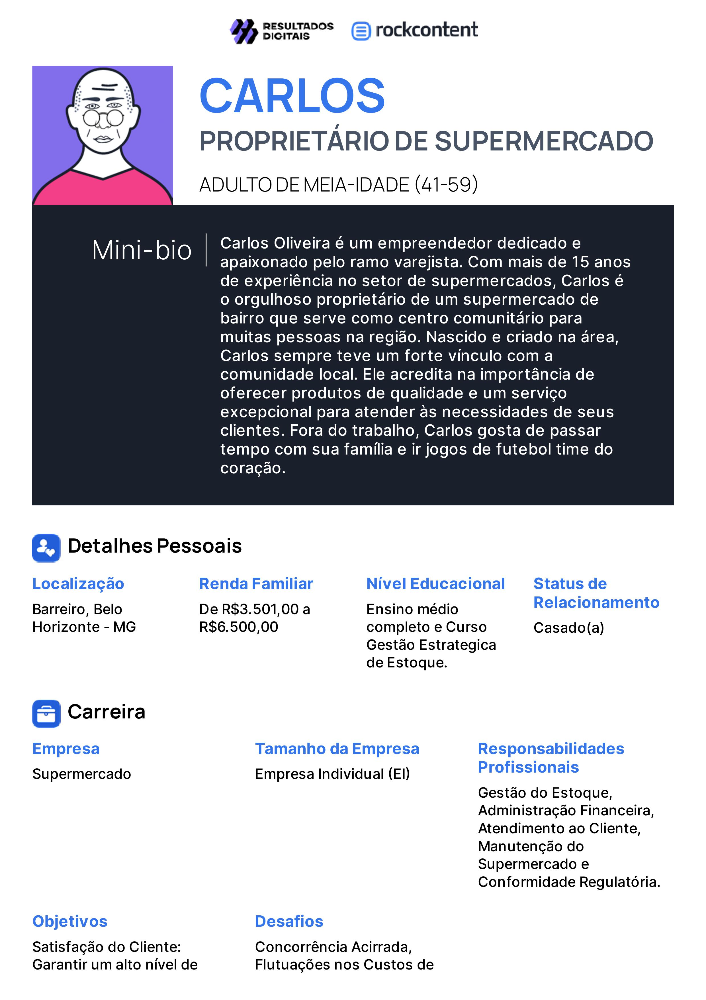 RESULTADOS
DIGITAIS
rockcontent
CARLOS
PROPRIETÁRIO DE SUPERMERCADO
ADULTO DE MEIA-IDADE (41-59)
Mini-bio
Carlos Oliveira é um empreendedor dedicado e
apaixonado pelo ramo varejista. Com mais de 15 anos
de experiência no setor de supermercados, Carlos é
o orgulhoso proprietário de um supermercado de
bairro que serve como centro comunitário para
muitas pessoas na região. Nascido e criado na área,
Carlos sempre teve um forte vínculo com a
comunidade local. Ele acredita na importância de
oferecer produtos de qualidade e um serviço
excepcional para atender às necessidades de seus
clientes. Fora do trabalho, Carlos gosta de passar
tempo com sua família e ir jogos de futebol time do
coração.
Detalhes Pessoais
Localização
Barreiro, Belo
Horizonte - MG
Renda Familiar
De R$3.501,00 a
R$6.500,00
Nível Educacional
Ensino médio
completo e Curso
Gestão Estrategica
de Estoque.
Status de
Relacionamento
Casado(a)
Carreira
Empresa
Supermercado
Tamanho da Empresa
Empresa Individual (EI)
Responsabilidades
Profissionais
Gestão do Estoque,
Administração Financeira,
Atendimento ao Cliente,
Manutenção do
Supermercado e
Conformidade Regulatória.
Objetivos
Satisfação do Cliente:
Garantir um alto nível de
Desafios
Concorrência Acirrada,
Flutuações nos Custos de